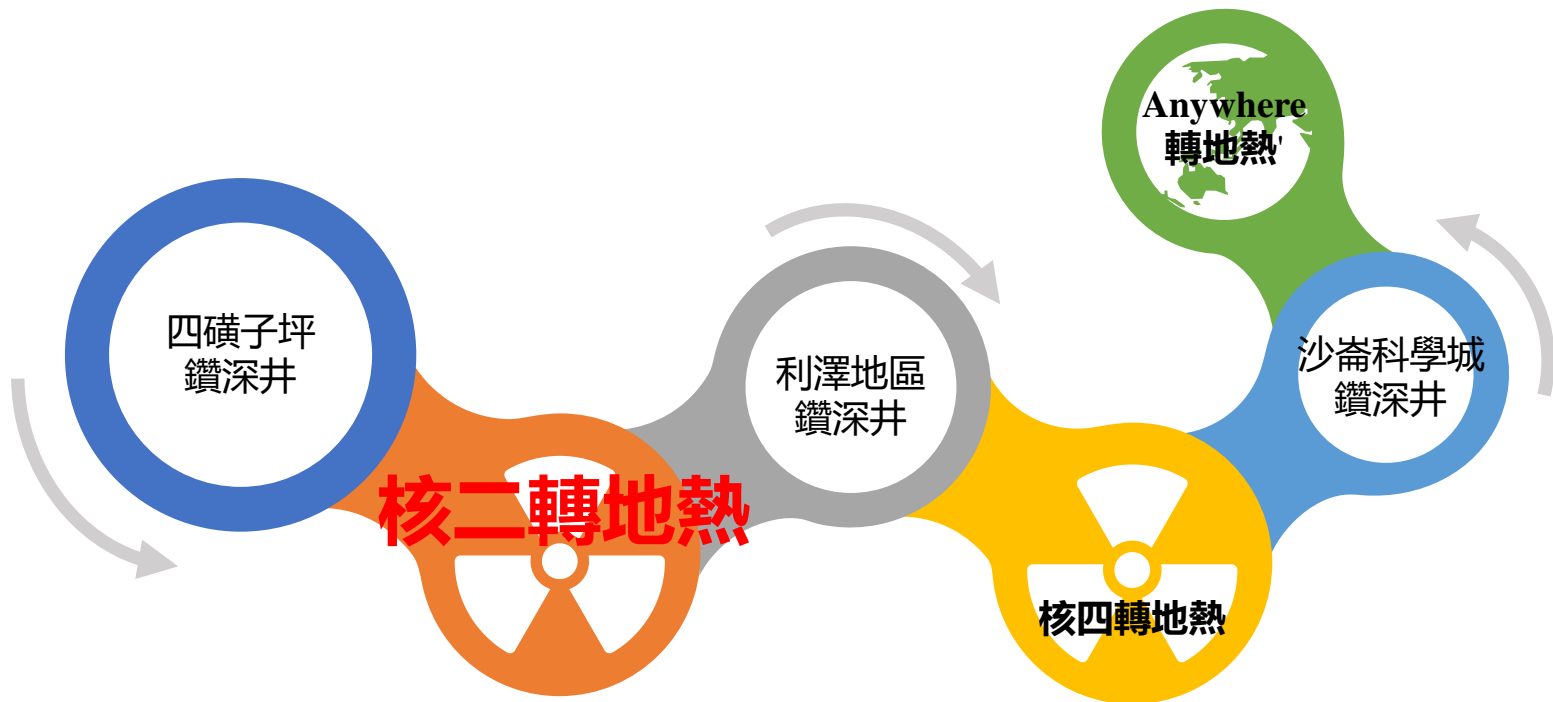 四磺子坪
鑽深井
核二轉地熱
利澤地區
鑽深井
核四轉地熱
沙崙科學城
鑽深井
Anywhere
轉地熱'